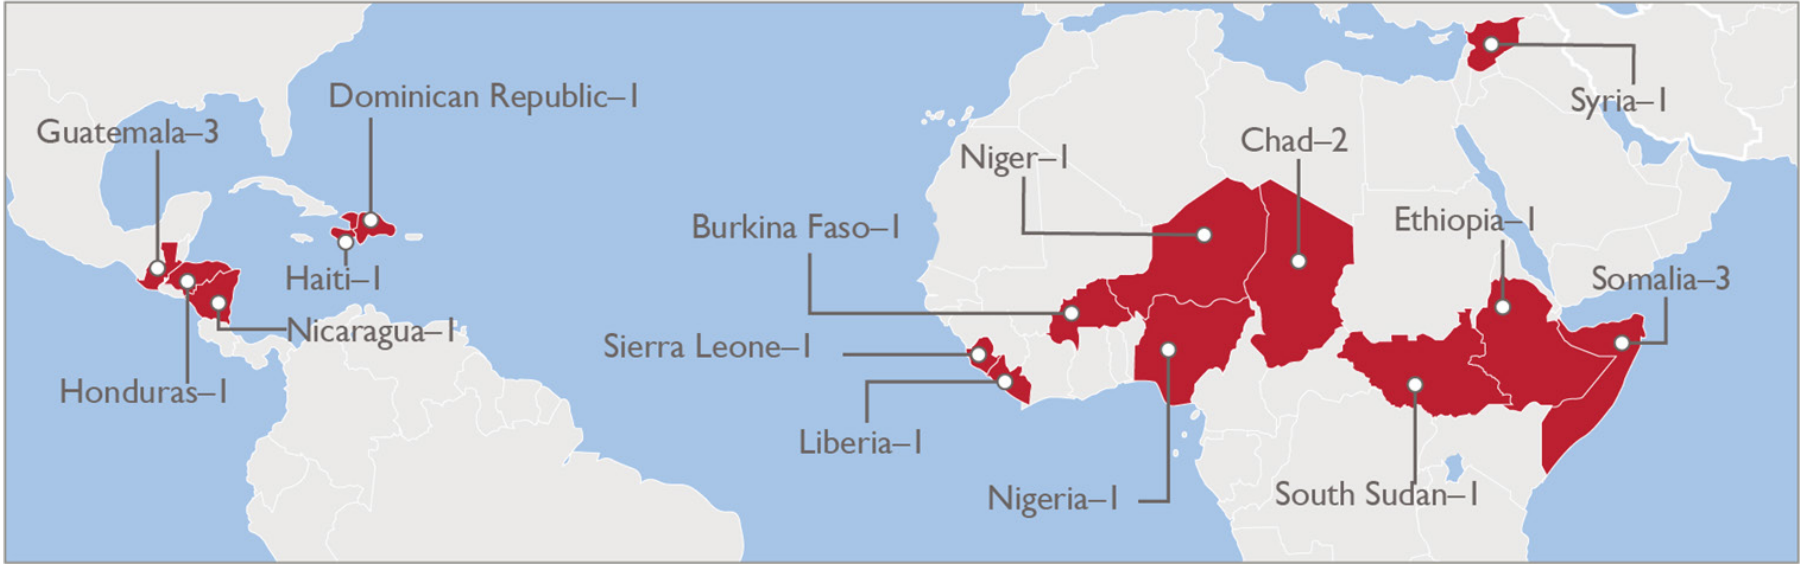 Dominican Republic–1
Guatemala–3
Haiti–1
Nicaragua–1
Honduras–1
Syria–1
Chad–2
Niger–1
Burkina Faso–1
Ethiopia–1
Somalia–3
Sierra Leone–1
Liberia–1
Nigeria–1
South Sudan–1